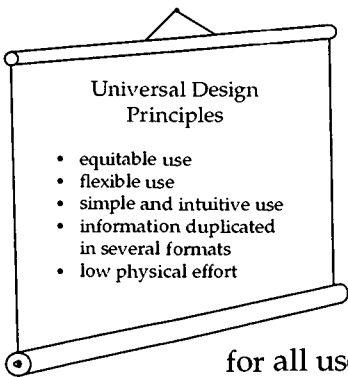 Universal Design
Principles
• equitable use
• flexible use
• simple and intuitive use
• information duplicated
in several formats
• low physical effort
for all